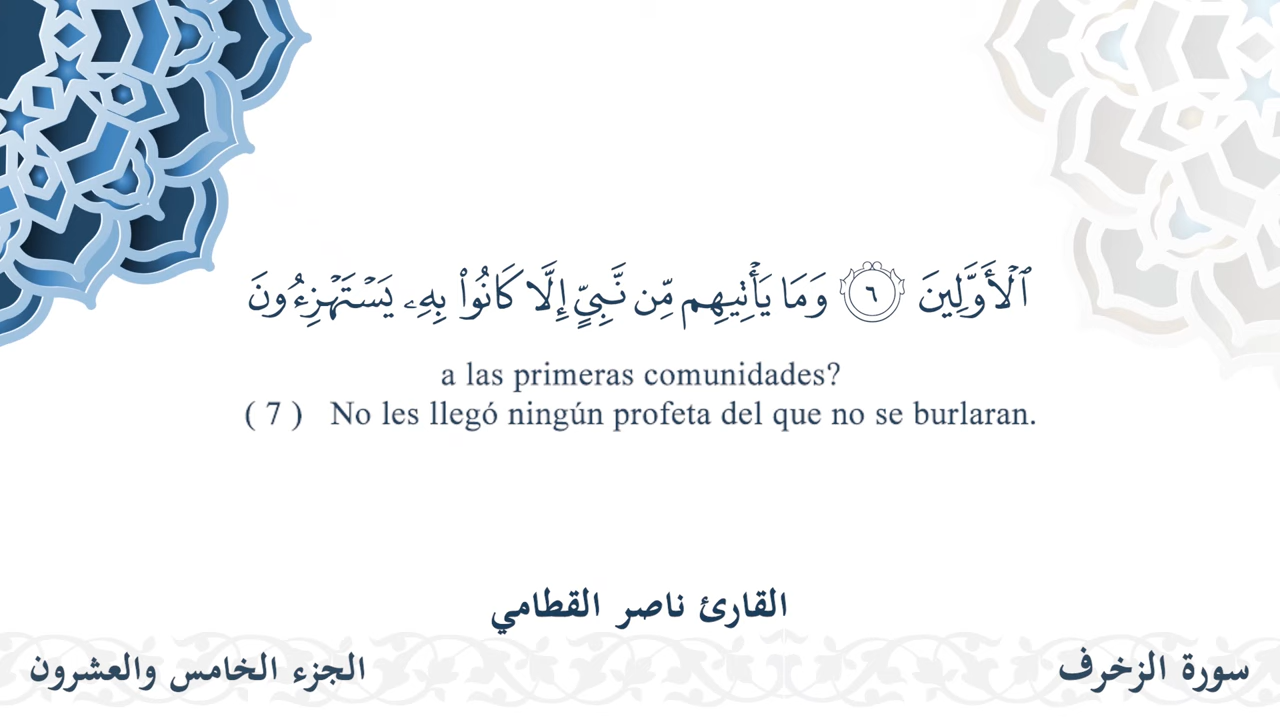 ٱلْأَوَّلِينَ ٦ وَمَا يَأْتِيهِم مِّن نَّبِيٍّ إِلَّا كَانُوا۟ بِهِۦ يَسْتَهْزِءُونَ
a las primeras comunidades?
( 7 ) No les llegó ningún profeta del que no se burlaran.
القارئ ناصر القطامي
سورة الزخرف
الجزء الخامس والعشرون